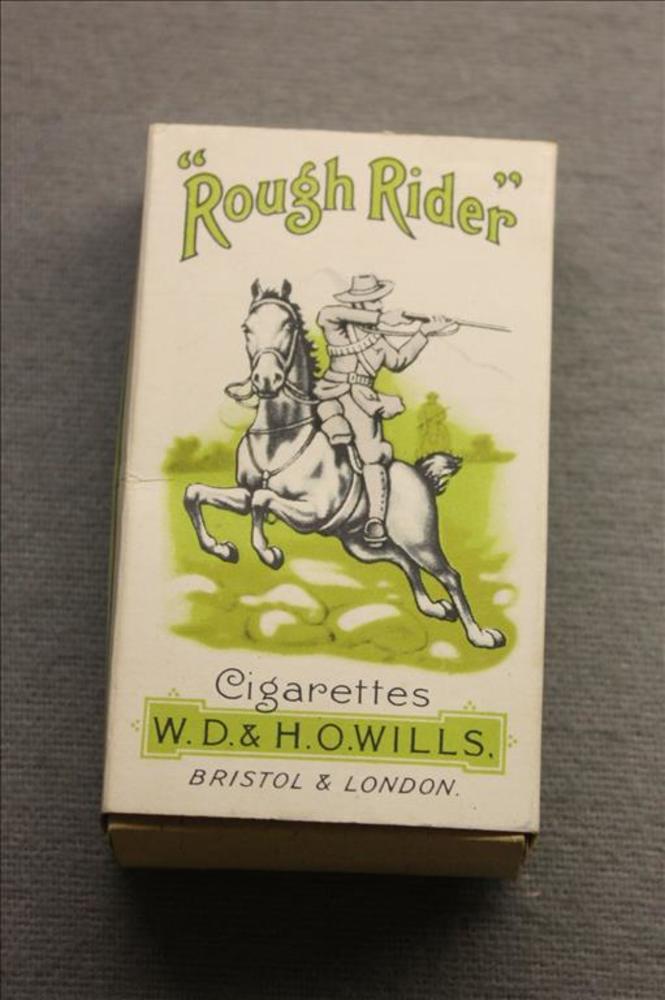 "Rough Rider"
Cigarettes
W.D.& H.O.WILLS.
BRISTOL & LONDON.